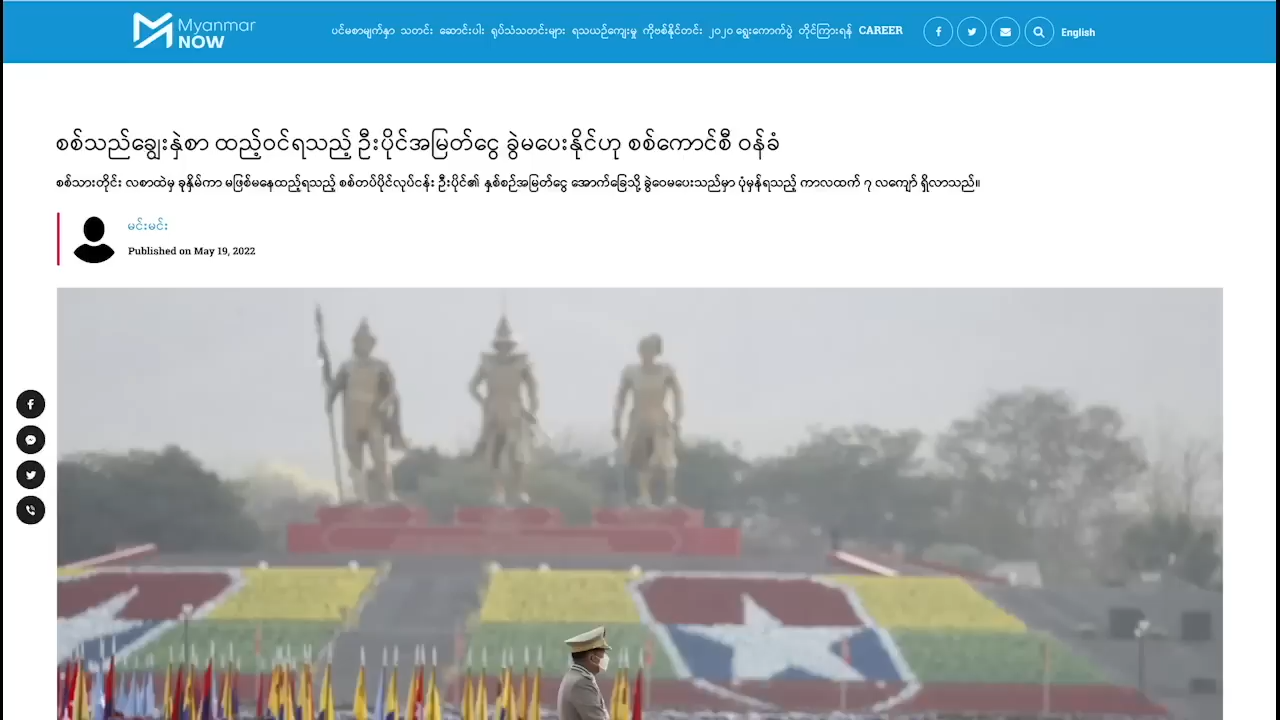 Myanmar
NOW
ပင်မစာမျက်နှာ သတင်း ဆောင်းပါး ရုပ်သံသတင်းများ ရသယဉ်ကျေးမှု ကိုဗစ်နိုင်တင်း ၂၀၂၀ ရွေးကောက်ပွဲ တိုင်ကြားရန် CAREER English
စစ်သည်ချွေးနှဲစာ ထည့်ဝင်ရသည့် ဦးပိုင်အမြတ်ငွေ ခွဲမပေးနိုင်ဟု စစ်ကောင်စီ ဝန်ခံ
စစ်သားတိုင်း လစာထဲမှ ခုနှိမ်ကာ မဖြစ်မနေထည့်ရသည့် စစ်တပ်ပိုင်လုပ်ငန်း ဦးပိုင်၏ နှစ်စဉ်အမြတ်ငွေ အောက်ခြေသို့ ခွဲဝေမပေးသည်မှာ ပုံမှန်ရသည့် ကာလထက် ၇ လကျော် ရှိလာသည်။
မင်းမင်း
Published on May 19, 2022